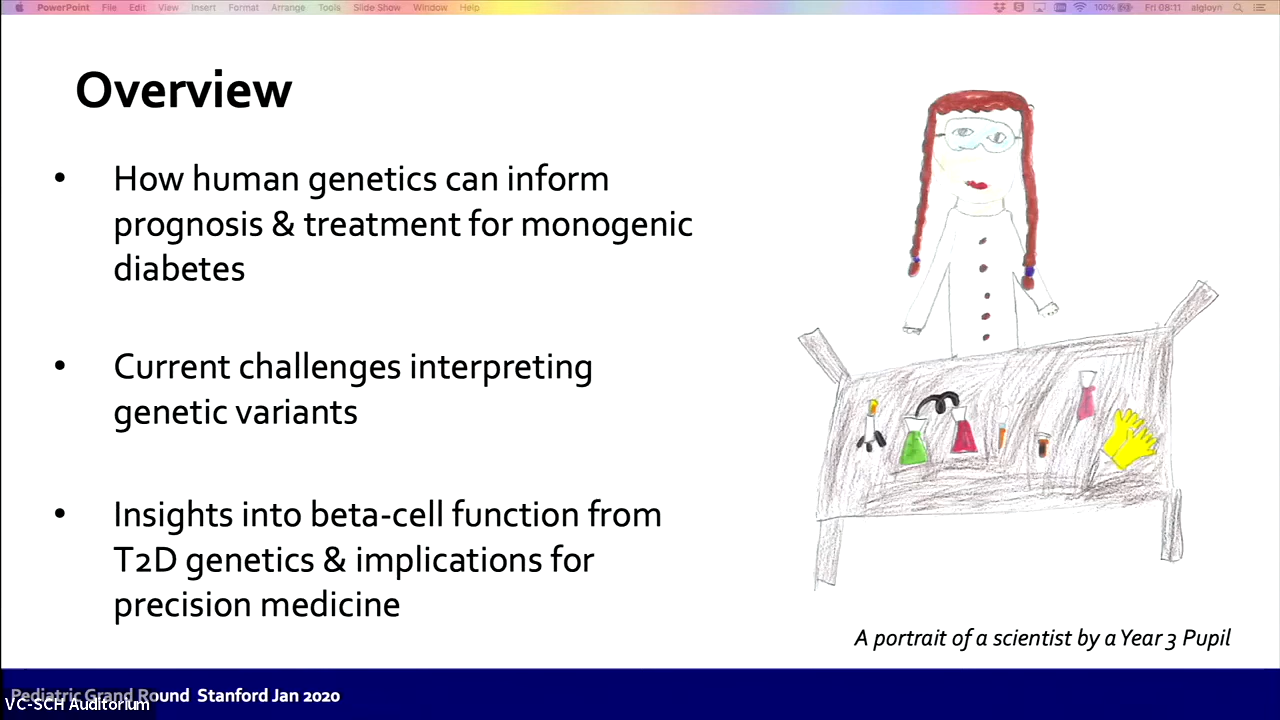 PowerPoint File Edit View Insert Format Arrange Tools Slide Show Window Help 100% Fri 08:11 algloyn
Overview
• How human genetics can inform
prognosis & treatment for monogenic
diabetes
• Current challenges interpreting
genetic variants
• Insights into beta-cell function from
T2D genetics & implications for
precision medicine
A portrait of a scientist by a Year 3 Pupil
Pediatric Grand Round Stanford Jan 2020
VC-SCH Auditorium